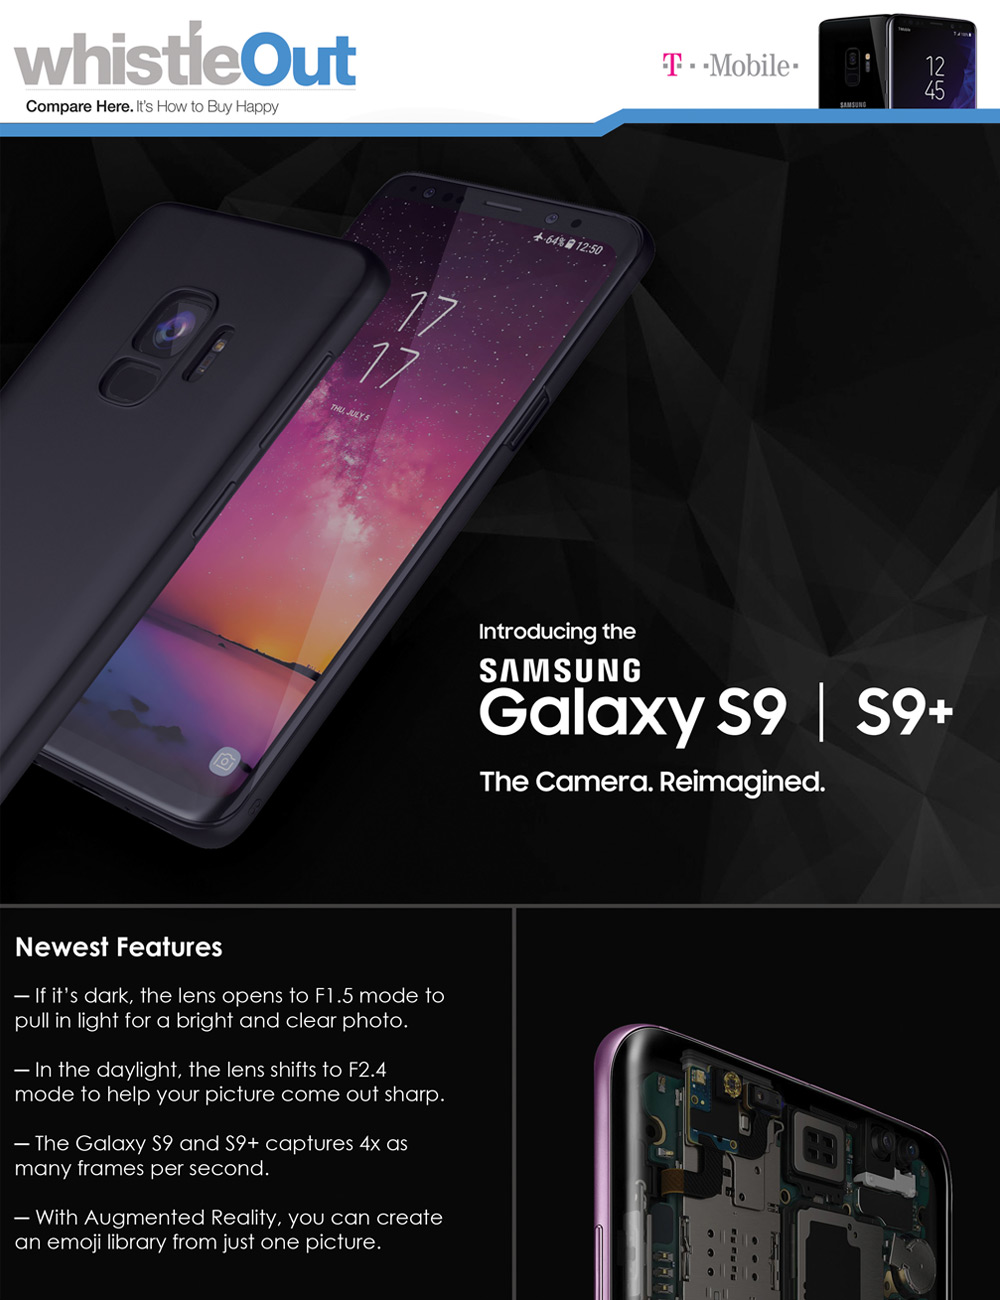 whistleOut
Compare Here. It's How to Buy Happy
T··Mobile·
SAMSUNG
12
45
64% 12:50
17
17
THU, JULY 5
Introducing the
SAMSUNG
Galaxy S9 | S9+
The Camera. Reimagined.
Newest Features
— If it's dark, the lens opens to F1.5 mode to
pull in light for a bright and clear photo.
— In the daylight, the lens shifts to F2.4
mode to help your picture come out sharp.
— The Galaxy S9 and S9+ captures 4x as
many frames per second.
— With Augmented Reality, you can create
an emoji library from just one picture.